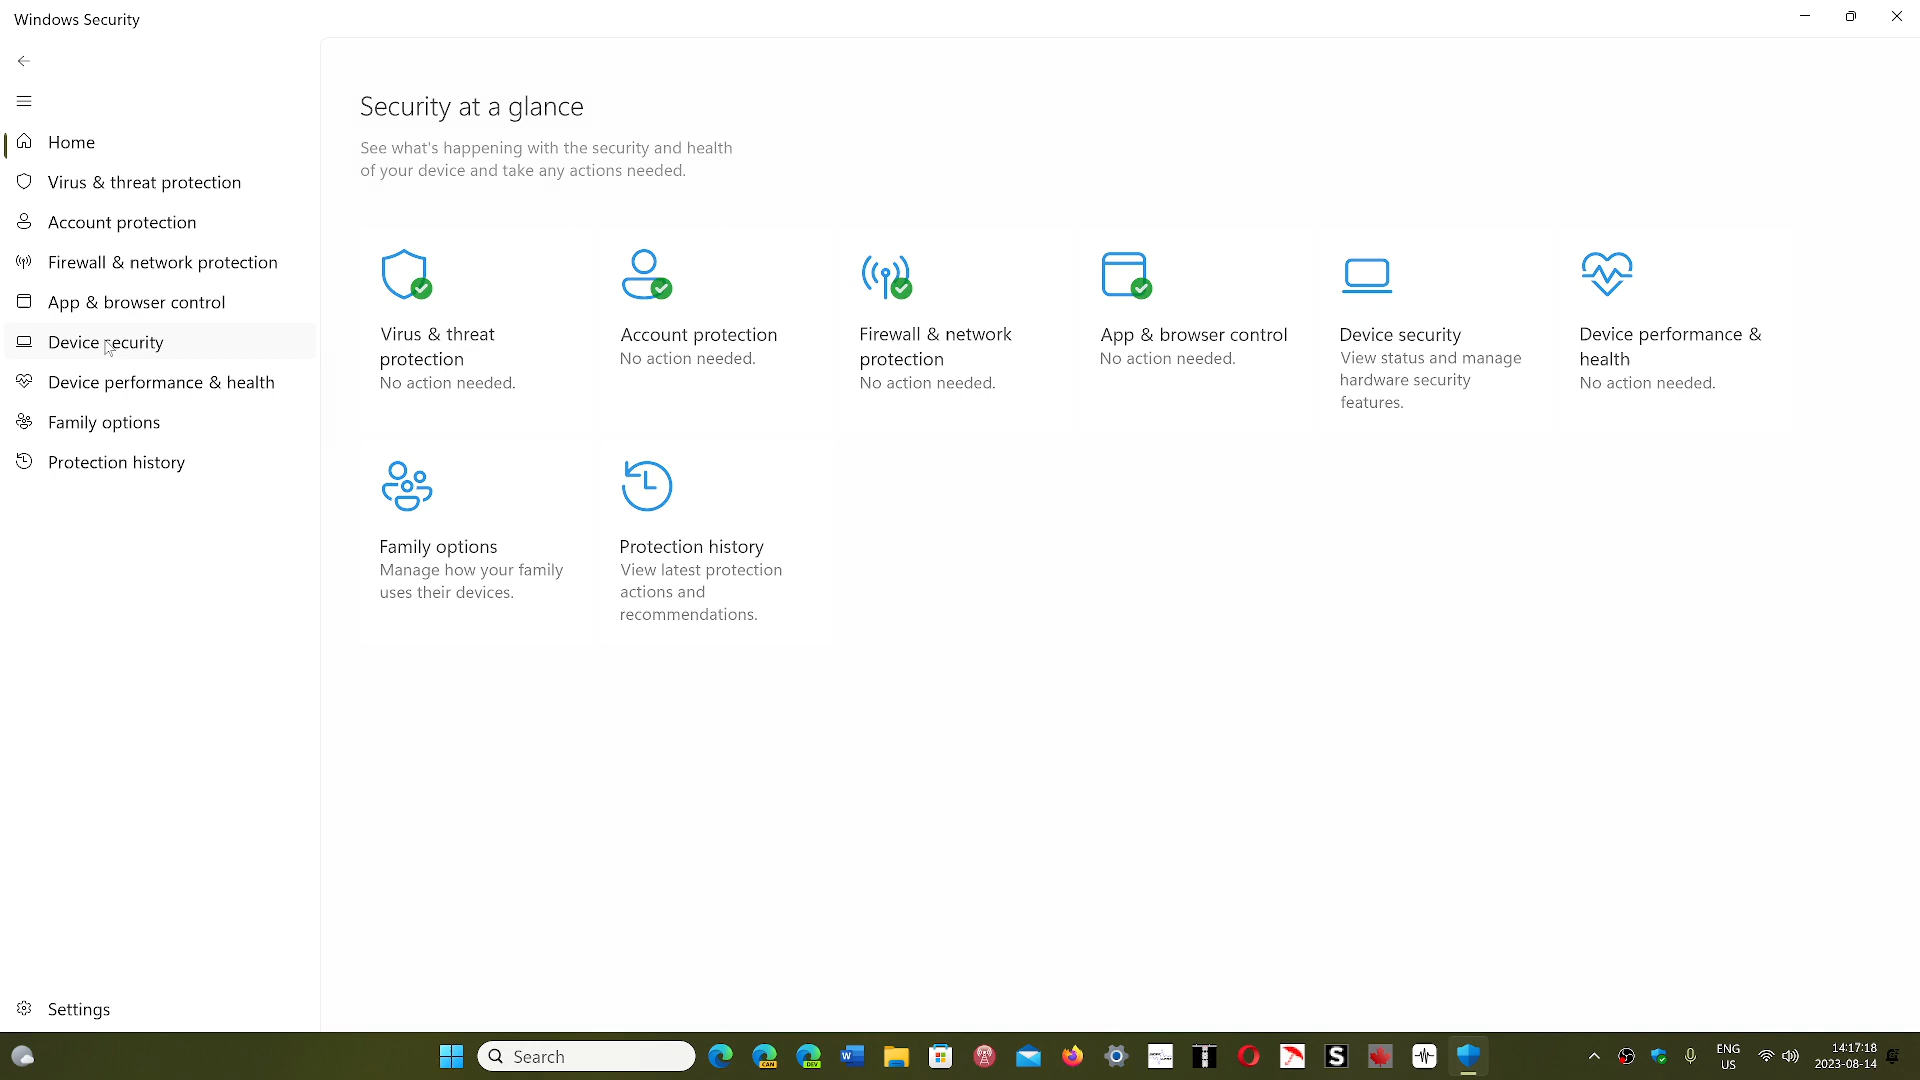 Windows Security
Home
Virus & threat protection
Account protection
Firewall & network protection
App & browser control
Device security
Device performance & health
Family options
Protection history
Settings
Security at a glance
See what's happening with the security and health
of your device and take any actions needed.
Virus & threat
protection
No action needed.
Account protection
No action needed.
Firewall & network
protection
No action needed.
App & browser control
No action needed.
Device security
View status and manage
hardware security
features.
Device performance &
health
No action needed.
Family options
Manage how your family
uses their devices.
Protection history
View latest protection
actions and
recommendations.
Search
CAN
DEV
W
S
ENG
US
14:17:18
2023-08-14